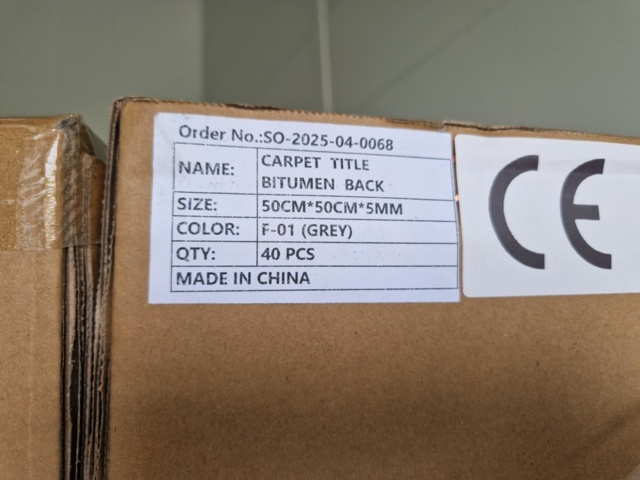 Order No.:SO-2025-04-0068
NAME: CARPET TITLE
BITUMEN BACK
SIZE: 50CM*50CM*5MM
COLOR: F-01 (GREY)
QTY: 40 PCS
MADE IN CHINA
CE